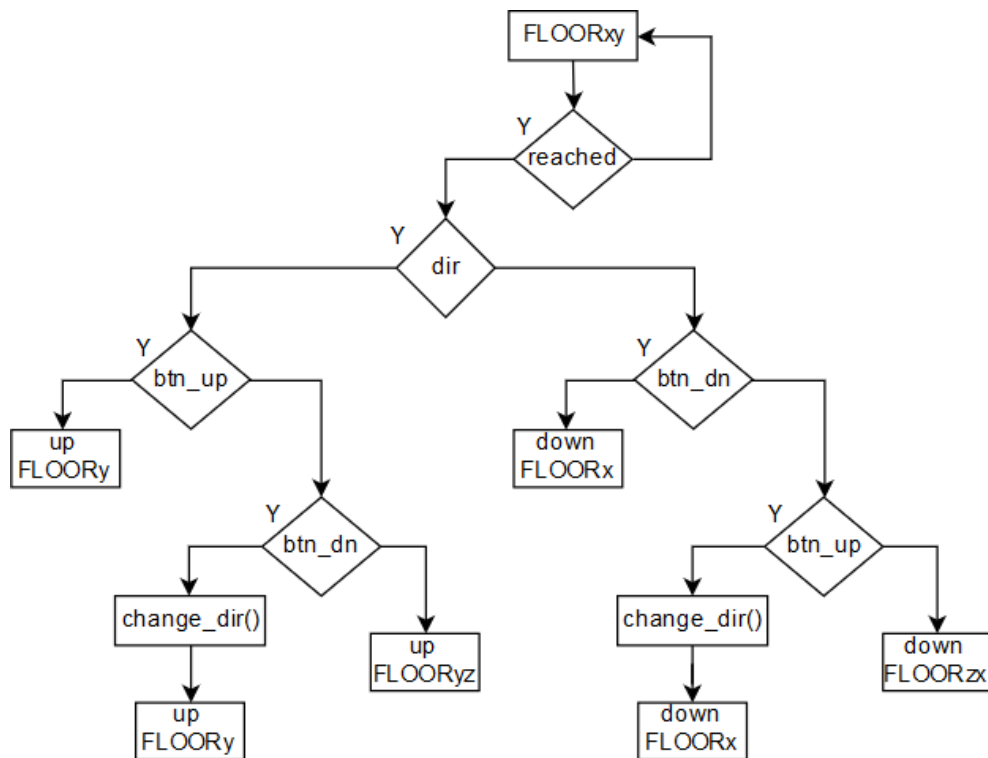 FLOORxy
Y
reached
Y
dir
Y
btn_up
Y
btn_dn
up
FLOORy
down
FLOORx
Y
btn_dn
Y
btn_up
change_dir()
up
FLOORyz
change_dir()
down
FLOORzx
up
FLOORy
down
FLOORx